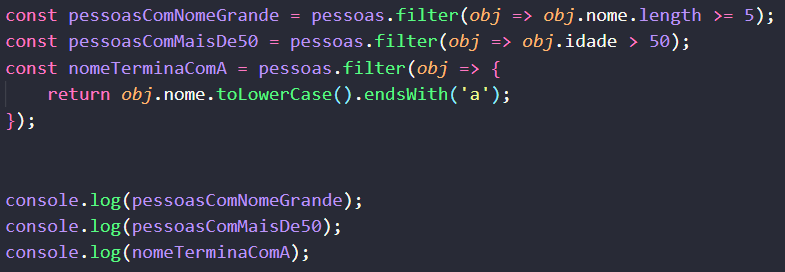 const pessoasComNomeGrande = pessoas.filter(obj => obj.nome.length >= 5);
const pessoasComMaisDe50 = pessoas.filter(obj => obj.idade > 50);
const nomeTerminaComA = pessoas.filter(obj => {
    return obj.nome.toLowerCase().endsWith('a');
});
console.log(pessoasComNomeGrande);
console.log(pessoasComMaisDe50);
console.log(nomeTerminaComA);